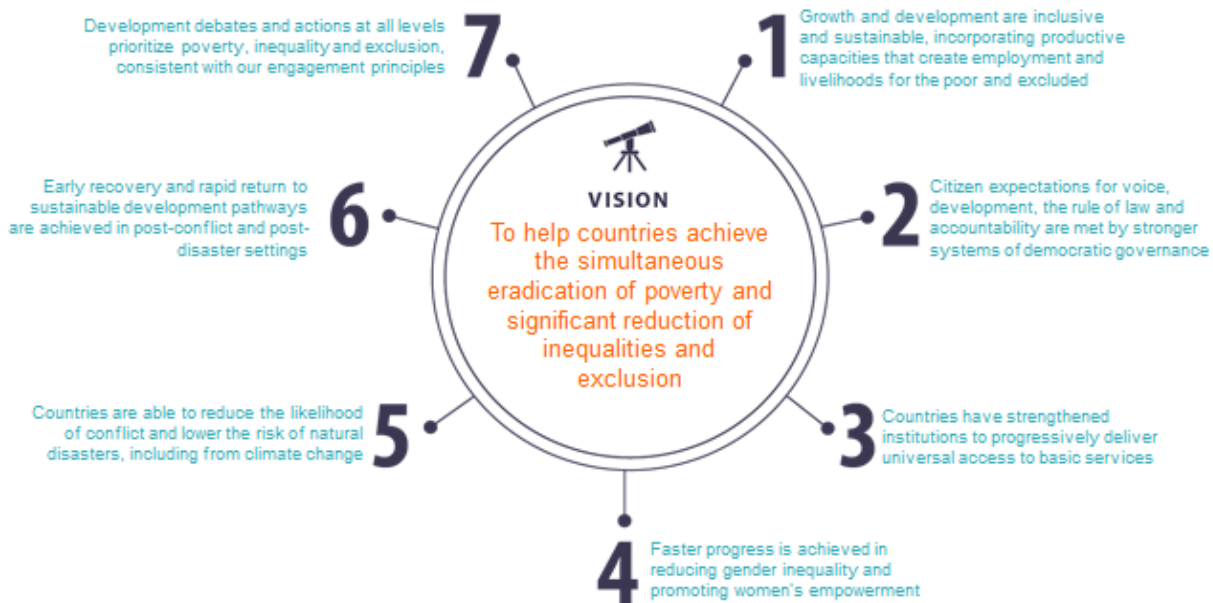 1
Growth and development are inclusive
and sustainable, incorporating productive
capacities that create employment and
livelihoods for the poor and excluded
2
Citizen expectations for voice,
development, the rule of law and
accountability are met by stronger
systems of democratic governance
3
Countries have strengthened
institutions to progressively deliver
universal access to basic services
4
Faster progress is achieved in
reducing gender inequality and
promoting women's empowerment
5
Countries are able to reduce the likelihood
of conflict and lower the risk of natural
disasters, including from climate change
6
Early recovery and rapid return to
sustainable development pathways
are achieved in post-conflict and post-
disaster settings
7
Development debates and actions at all levels
prioritize poverty, inequality and exclusion,
consistent with our engagement principles
VISION
To help countries achieve
the simultaneous
eradication of poverty and
significant reduction of
inequalities and
exclusion